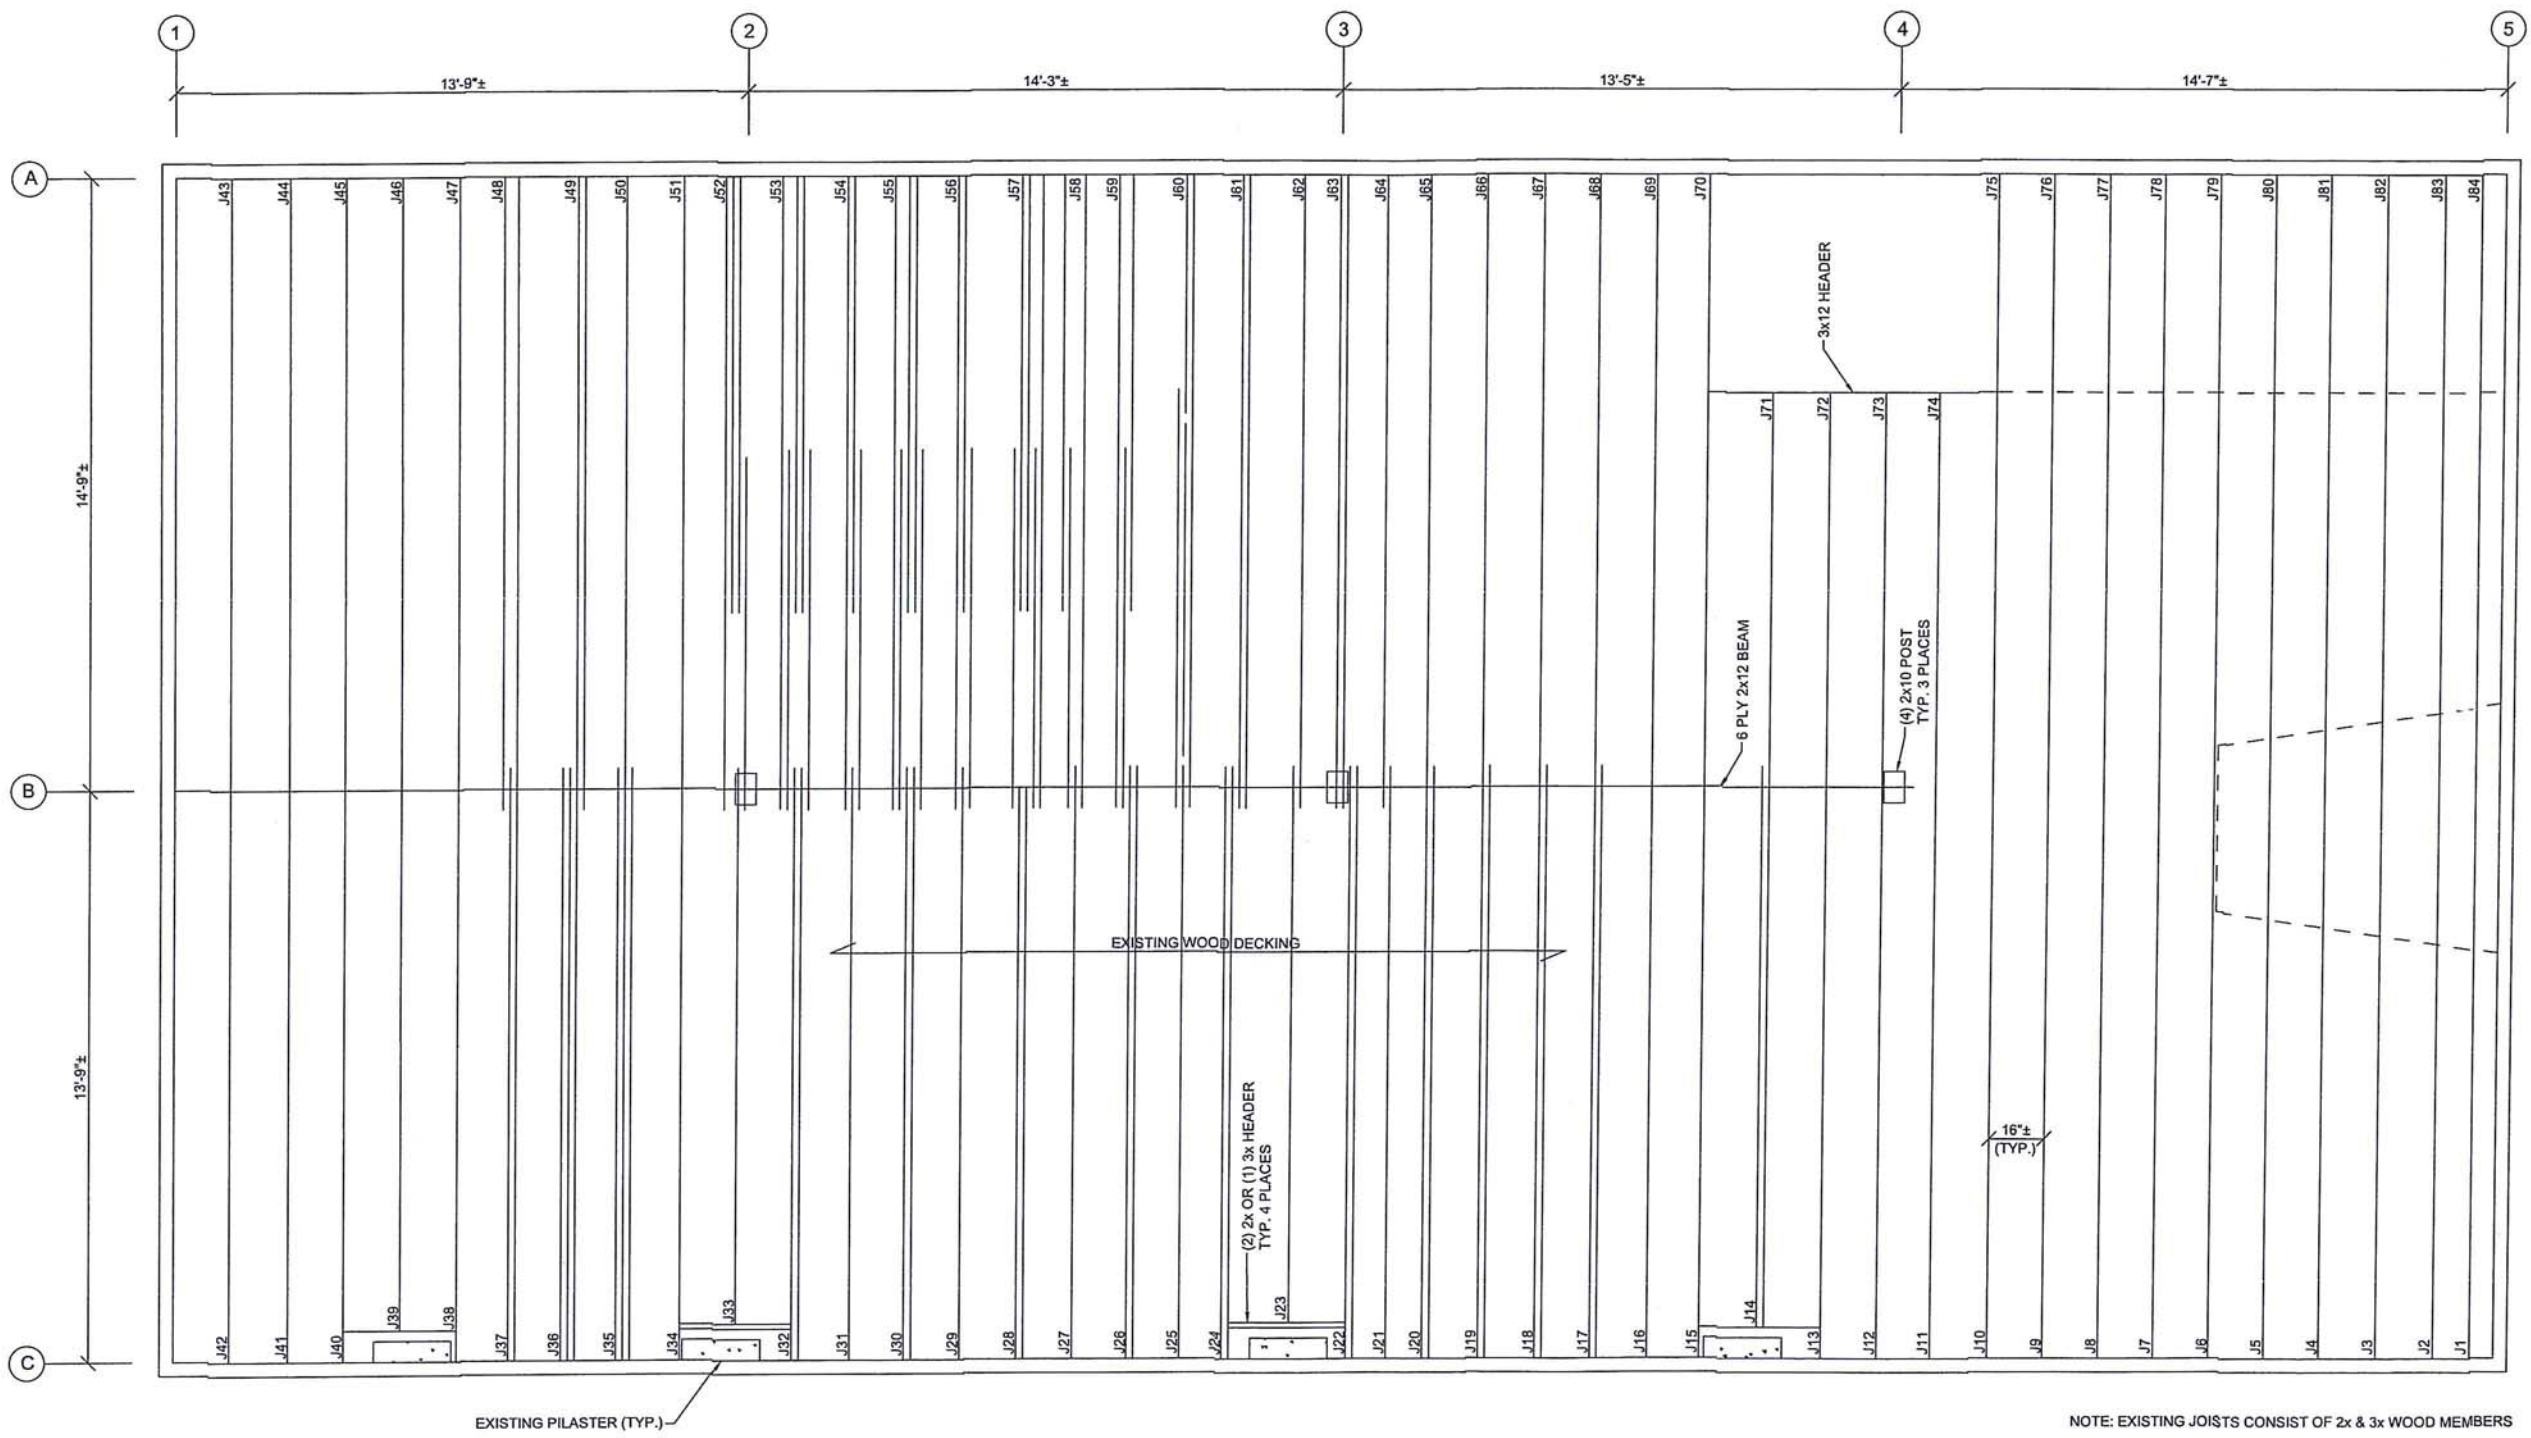 1
2
3
4
5
13'-9"±
14'-3"±
13'-5"±
14'-7"±
A
J43
J44
J45
J46
J47
J48
J49
J50
J51
J52
J53
J54
J55
J56
J57
J58
J59
J60
J61
J62
J63
J64
J65
J66
J67
J68
J69
J70
J75
J76
J77
J78
J79
J80
J81
J82
J83
J84
3x12 HEADER
J71
J72
J73
J74
14'-9"±
6 PLY 2x12 BEAM
(4) 2x10 POST
TYP. 3 PLACES
B
EXISTING WOOD DECKING
13'-9"±
(2) 2x OR (1) 3x HEADER
TYP. 4 PLACES
16"±
(TYP.)
J39
J38
J33
J23
J14
C
J42
J41
J40
J37
J36
J35
J34
J32
J31
J30
J29
J28
J27
J26
J25
J24
J22
J21
J20
J19
J18
J17
J16
J15
J13
J12
J11
J10
J9
J8
J7
J6
J5
J4
J3
J2
J1
EXISTING PILASTER (TYP.)
NOTE: EXISTING JOISTS CONSIST OF 2x & 3x WOOD MEMBERS